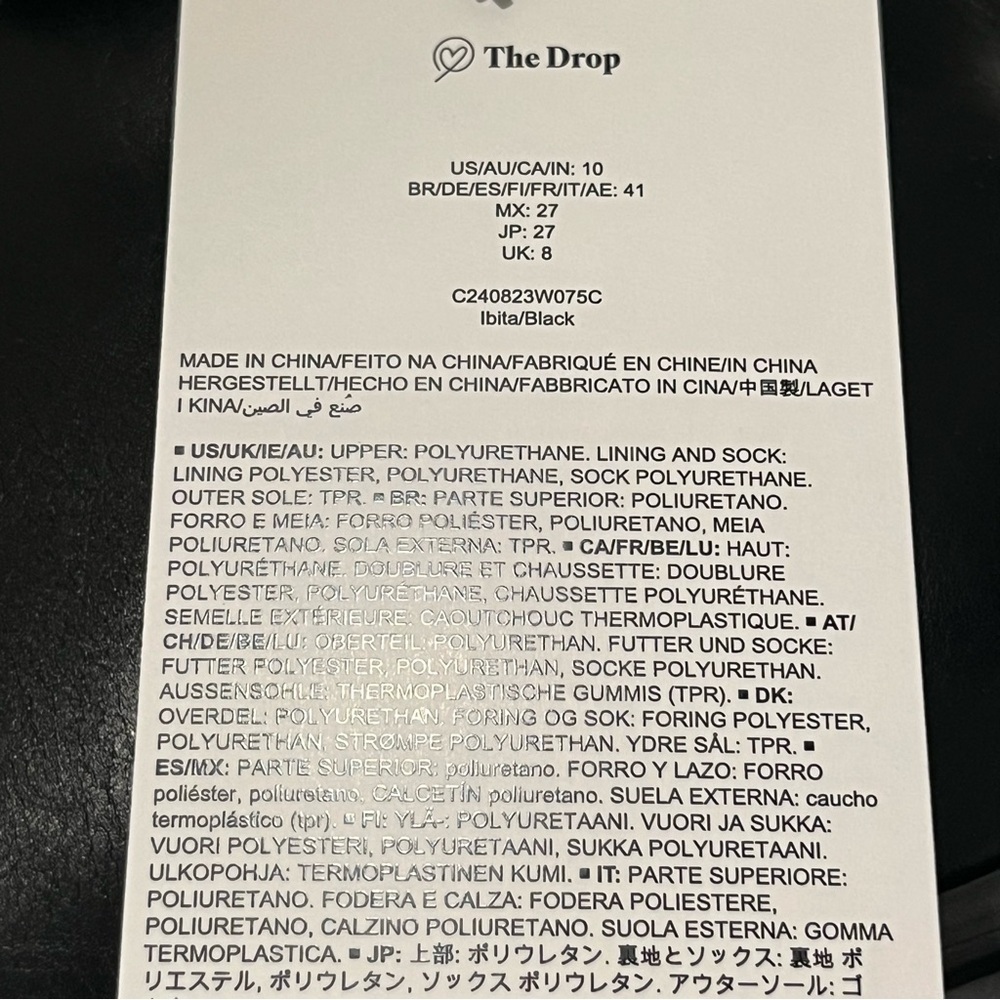 The Drop
US/AU/CA/IN: 10
BR/DE/ES/FI/FR/IT/AE: 41
MX: 27
JP: 27
UK: 8
C240823W075C
Ibita/Black
MADE IN CHINA/FEITO NA CHINA/FABRIQUÉ EN CHINE/IN CHINA
HERGESTELLT/HECHO EN CHINA/FABBRICATO IN CINA/中国製/LAGET
I KINA/صُنع في الصين
▪ US/UK/IE/AU: UPPER: POLYURETHANE. LINING AND SOCK:
LINING POLYESTER, POLYURETHANE, SOCK POLYURETHANE.
OUTER SOLE: TPR. ▪ BR: PARTE SUPERIOR: POLIURETANO.
FORRO E MEIA: FORRO POLIÉSTER, POLIURETANO, MEIA
POLIURETANO. SOLA EXTERNA: TPR. ▪ CA/FR/BE/LU: HAUT:
POLYURÉTHANE. DOUBLURE ET CHAUSSETTE: DOUBLURE
POLYESTER, POLYURÉTHANE, CHAUSSETTE POLYURÉTHANE.
SEMELLE EXTÉRIEURE: CAOUTCHOUC THERMOPLASTIQUE. ▪ AT/
CH/DE/BE/LU: OBERTEIL: POLYURETHAN. FUTTER UND SOCKE:
FUTTER POLYESTER, POLYURETHAN, SOCKE POLYURETHAN.
AUSSENSOHLE: THERMOPLASTISCHE GUMMIS (TPR). ▪ DK:
OVERDEL: POLYURETHAN. FORING OG SOK: FORING POLYESTER,
POLYURETHAN, STRØMPE POLYURETHAN. YDRE SÅL: TPR. ▪
ES/MX: PARTE SUPERIOR: poliuretano. FORRO Y LAZO: FORRO
poliéster, poliuretano, CALCETÍN poliuretano. SUELA EXTERNA: caucho
termoplástico (tpr). ▪ FI: YLÄ-: POLYURETAANI. VUORI JA SUKKA:
VUORI POLYESTERI, POLYURETAANI, SUKKA POLYURETAANI.
ULKOPOHJA: TERMOPLASTINEN KUMI. ▪ IT: PARTE SUPERIORE:
POLIURETANO. FODERA E CALZA: FODERA POLIESTERE,
POLIURETANO, CALZINO POLIURETANO. SUOLA ESTERNA: GOMMA
TERMOPLASTICA. ▪ JP: 上部: ポリウレタン. 裏地とソックス: 裏地 ポ
リエステル, ポリウレタン, ソックス ポリウレタン. アウターソール: ゴ